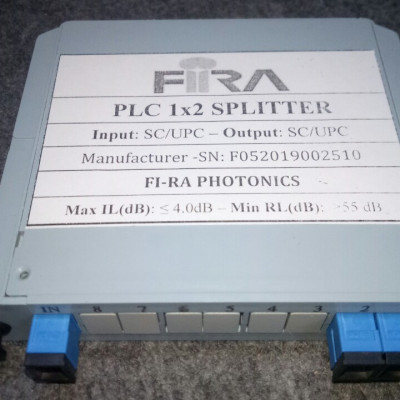 FIRA
PLC 1x2 SPLITTER
Input: SC/UPC – Output: SC/UPC
Manufacturer -SN: F052019002510
FI-RA PHOTONICS
Max IL(dB): ≤ 4.0dB – Min RL(dB): -55 dB
IN 8 7 6 5 4 3 2